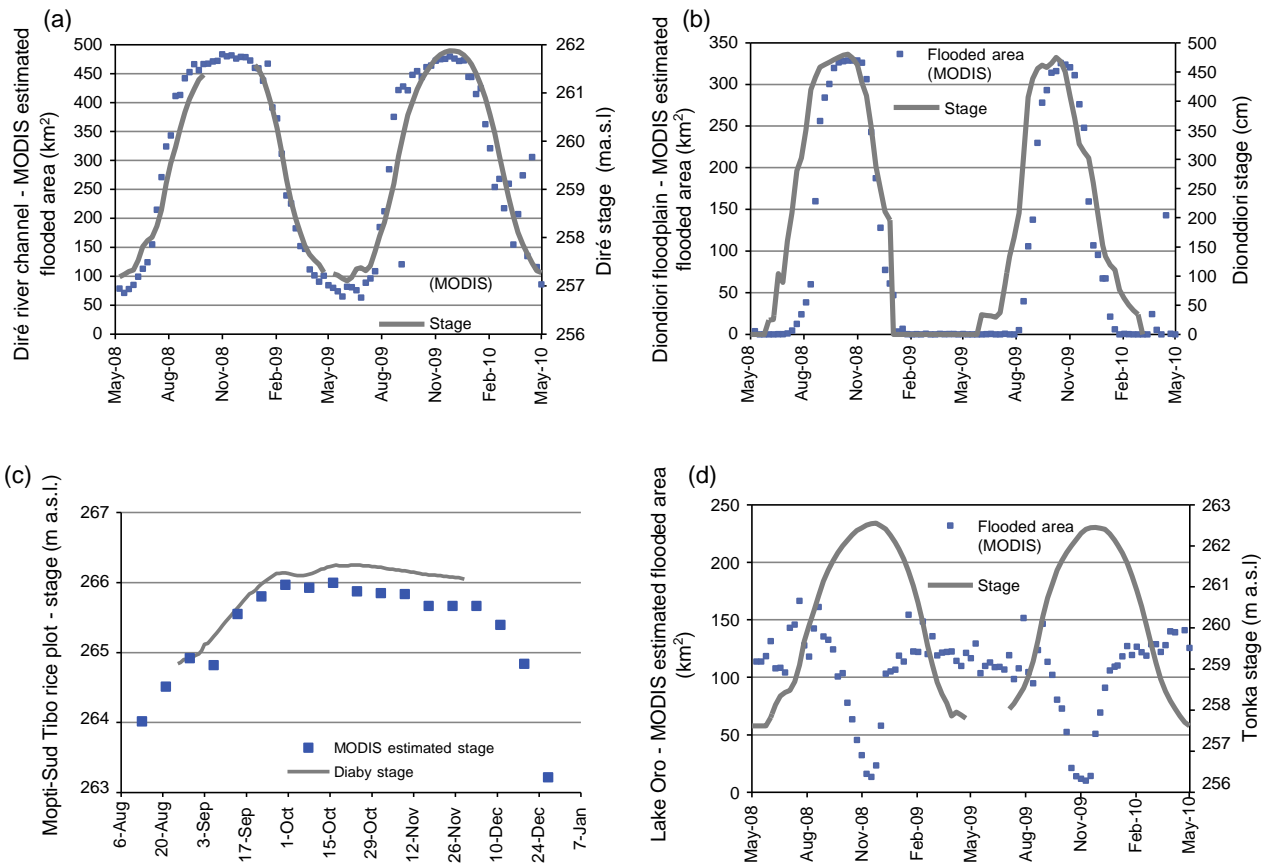 (a)
Diré river channel - MODIS estimated
flooded area (km²)
500
450
400
350
300
250
200
150
100
50
0
262
261
260
259
258
257
256
Diré stage (ma.s.l)
(MODIS)
Stage
May-08
Aug-08
Nov-08
Feb-09
May-09
Aug-09
Nov-09
Feb-10
May-10
(b)
Diondiori floodplain - MODIS estimated
flooded area (km²)
350
300
250
200
150
100
50
0
500
450
400
350
300
250
200
150
100
50
0
Dionddiori stage (cm)
Flooded area
(MODIS)
Stage
May-08
Aug-08
Nov-08
Feb-09
May-09
Aug-09
Nov-09
Feb-10
May-10
(c)
Mopti-Sud Tibo rice plot - stage (m a.s.l.)
267
266
265
264
263
MODIS estimated stage
Diaby stage
6-Aug
20-Aug
3-Sep
17-Sep
1-Oct
15-Oct
29-Oct
12-Nov
26-Nov
10-Dec
24-Dec
7-Jan
(d)
Lake Oro - MODIS estimated flooded area
(km²)
250
200
150
100
50
0
263
262
261
260
259
258
257
256
Tonka stage (m a.s.l)
Flooded area
(MODIS)
Stage
May-08
Aug-08
Nov-08
Feb-09
May-09
Aug-09
Nov-09
Feb-10
May-10